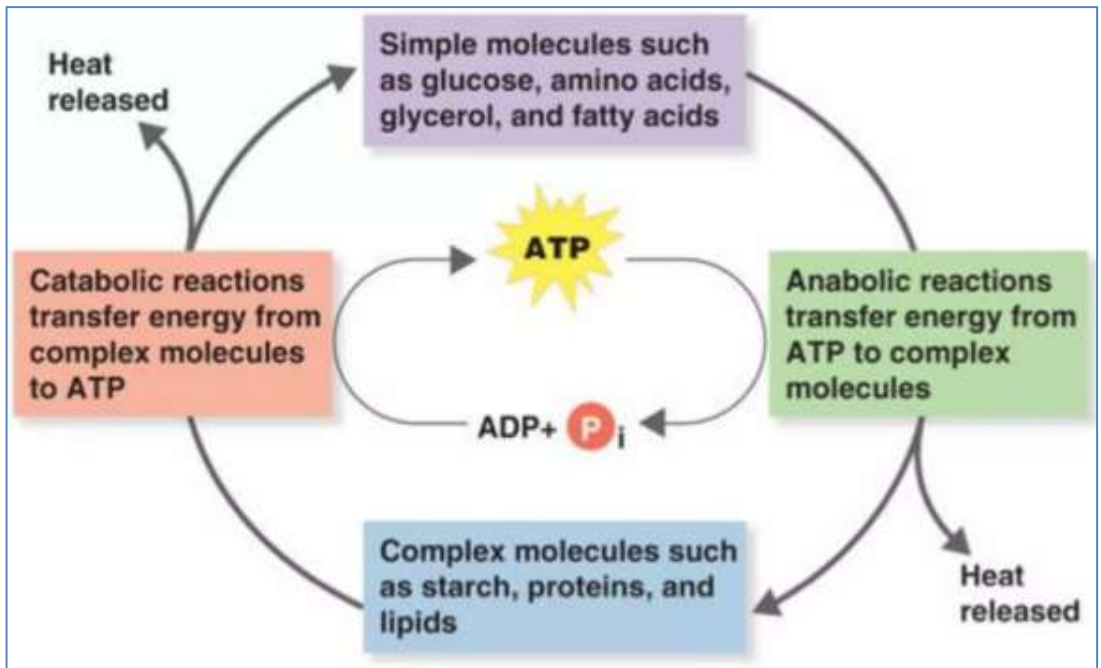 Heat
released
Simple molecules such
as glucose, amino acids,
glycerol, and fatty acids
ATP
Catabolic reactions
transfer energy from
complex molecules
to ATP
Anabolic reactions
transfer energy from
ATP to complex
molecules
ADP+ P i
Complex molecules such
as starch, proteins, and
lipids
Heat
released